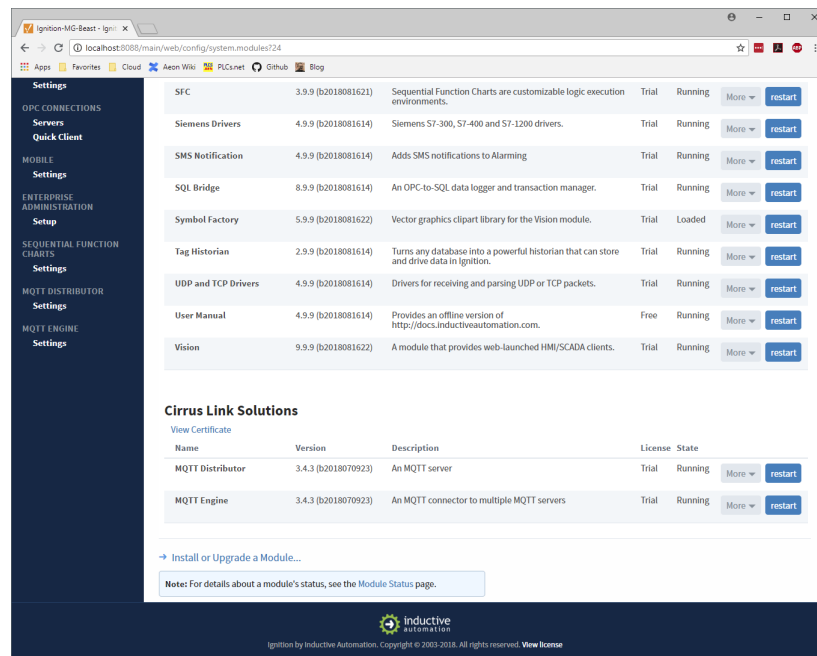 Ignition-MG-Beast - Ignit
localhost:8088/main/web/config/system.modules?24
Apps Favorites Cloud Aeon Wiki PLCs.net Github Blog
Settings
OPC CONNECTIONS
Servers
Quick Client
MOBILE
Settings
ENTERPRISE
ADMINISTRATION
Setup
SEQUENTIAL FUNCTION
CHARTS
Settings
MQTT DISTRIBUTOR
Settings
MQTT ENGINE
Settings
SFC 3.9.9 (b2018081621) Sequential Function Charts are customizable logic execution Trial Running More restart
environments.
Siemens Drivers 4.9.9 (b2018081614) Siemens S7-300, S7-400 and S7-1200 drivers. Trial Running More restart
SMS Notification 4.9.9 (b2018081614) Adds SMS notifications to Alarming Trial Running More restart
SQL Bridge 8.9.9 (b2018081614) An OPC-to-SQL data logger and transaction manager. Trial Running More restart
Symbol Factory 5.9.9 (b2018081622) Vector graphics clipart library for the Vision module. Trial Loaded More restart
Tag Historian 2.9.9 (b2018081614) Turns any database into a powerful historian that can store Trial Running More restart
and drive data in Ignition.
UDP and TCP Drivers 4.9.9 (b2018081614) Drivers for receiving and parsing UDP or TCP packets. Trial Running More restart
User Manual 4.9.9 (b2018081614) Provides an offline version of Free Running More restart
http://docs.inductiveautomation.com.
Vision 9.9.9 (b2018081622) A module that provides web-launched HMI/SCADA clients. Trial Running More restart
Cirrus Link Solutions
View Certificate
Name Version Description License State
MQTT Distributor 3.4.3 (b2018070923) An MQTT server Trial Running More restart
MQTT Engine 3.4.3 (b2018070923) An MQTT connector to multiple MQTT servers Trial Running More restart
→ Install or Upgrade a Module...
Note: For details about a module's status, see the Module Status page.
inductive
automation
Ignition by Inductive Automation. Copyright © 2003-2018. All rights reserved. View license